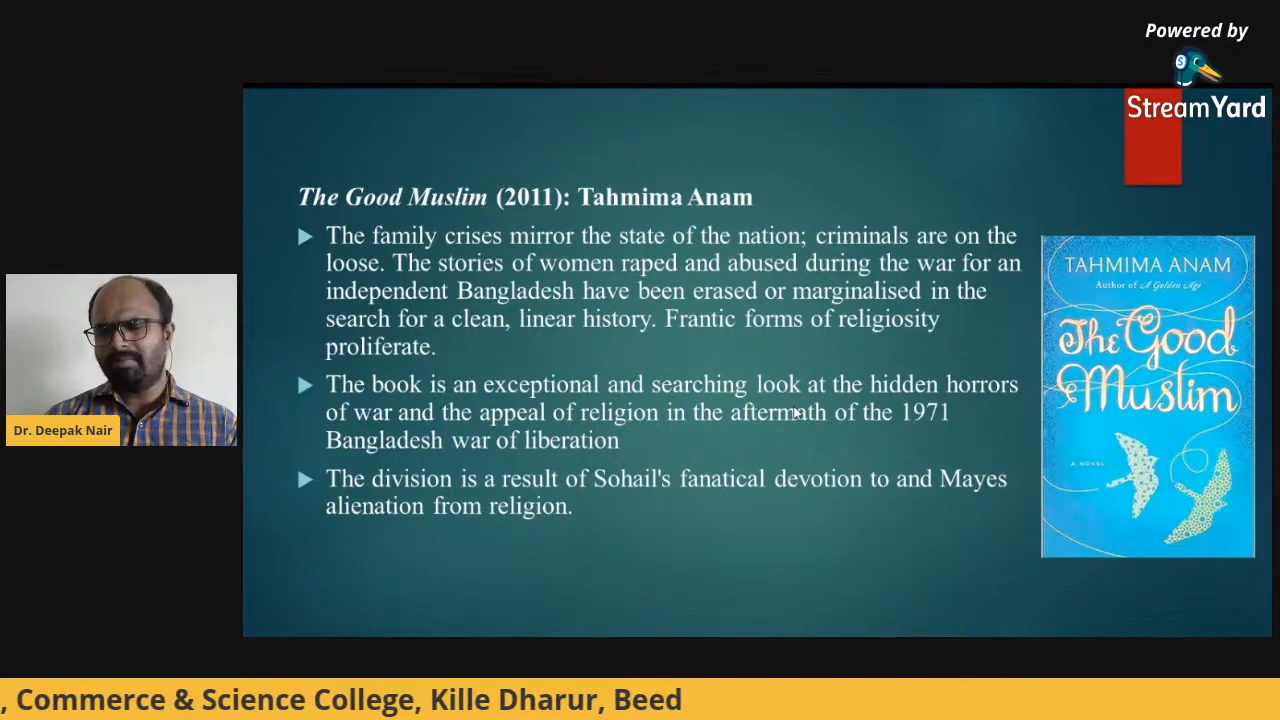 Powered by
StreamYard
The Good Muslim (2011): Tahmima Anam
The family crises mirror the state of the nation; criminals are on the
loose. The stories of women raped and abused during the war for an
independent Bangladesh have been erased or marginalised in the
search for a clean, linear history. Frantic forms of religiosity
proliferate.
The book is an exceptional and searching look at the hidden horrors
of war and the appeal of religion in the aftermath of the 1971
Bangladesh war of liberation
The division is a result of Sohail's fanatical devotion to and Mayes
alienation from religion.
TAHMIMA ANAM
Author of A Golden Age
The Good
Muslim
A NOVEL
Dr. Deepak Nair
, Commerce & Science College, Kille Dharur, Beed